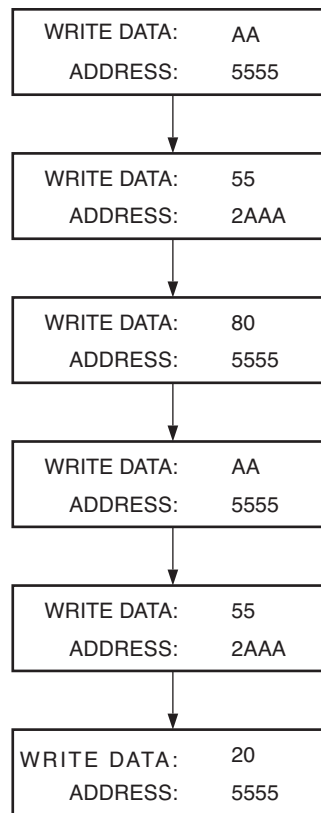 WRITE DATA: AA
ADDRESS: 5555
WRITE DATA: 55
ADDRESS: 2AAA
WRITE DATA: 80
ADDRESS: 5555
WRITE DATA: AA
ADDRESS: 5555
WRITE DATA: 55
ADDRESS: 2AAA
WRITE DATA: 20
ADDRESS: 5555